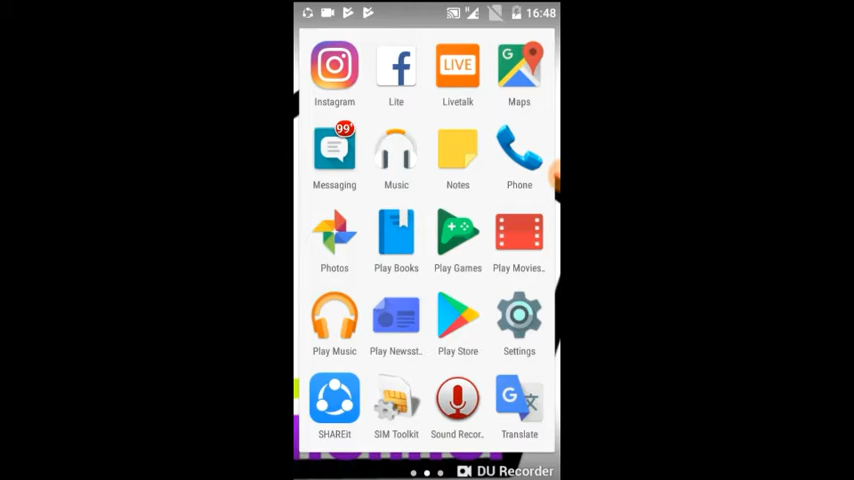 H 16:48
LIVE
Instagram Lite Livetalk Maps
99+
Messaging Music Notes Phone
Photos Play Books Play Games Play Movies..
Play Music Play Newsst.. Play Store Settings
SHAREit SIM Toolkit Sound Recor.. Translate
DU Recorder